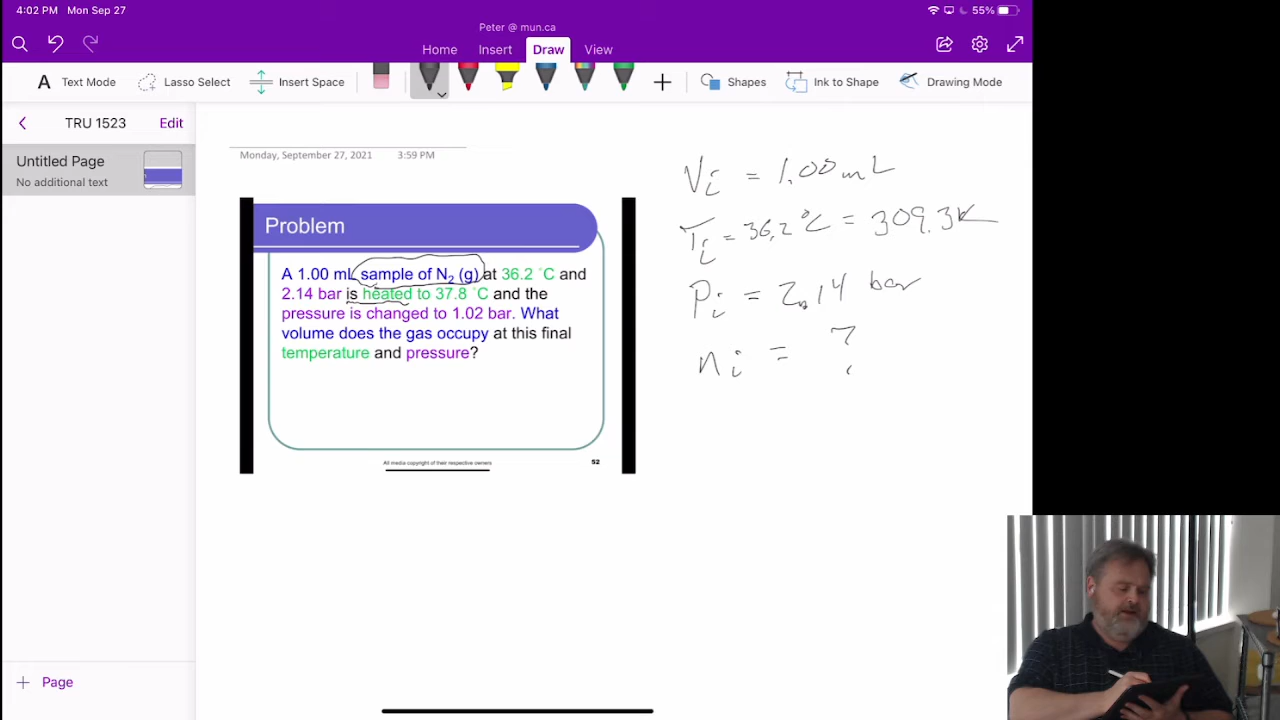 4:02 PM Mon Sep 27
55%
Peter @ mun.ca
Home Insert Draw View
A Text Mode Lasso Select Insert Space Shapes Ink to Shape Drawing Mode
TRU 1523 Edit
Untitled Page
No additional text
Monday, September 27, 2021 3:59 PM
Problem
A 1.00 mL sample of N₂ (g) at 36.2 °C and
2.14 bar is heated to 37.8 °C and the
pressure is changed to 1.02 bar. What
volume does the gas occupy at this final
temperature and pressure?
All media copyright of their respective owners
52
Vi = 1.00 mL
Ti = 36.2 °C = 309.3K
Pi = 2.14 bar
ni = ?
+ Page